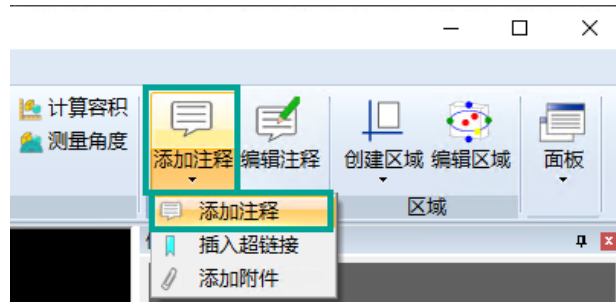 计算容积
测量角度
添加注释 编辑注释 创建区域 编辑区域 面板
区域
添加注释
插入超链接
添加附件